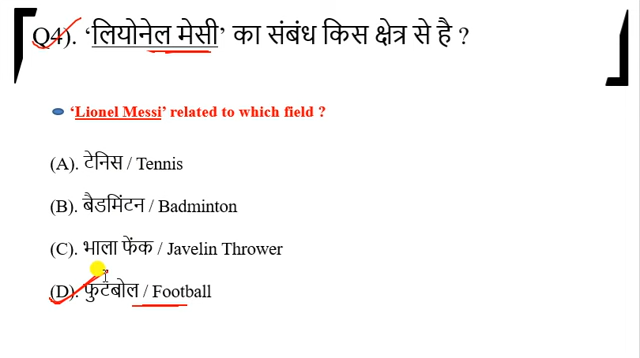 Q4). ‘लियोनेल मेसी’ का संबंध किस क्षेत्र से है ?
‘Lionel Messi’ related to which field ?
(A). टेनिस / Tennis
(B). बैडमिंटन / Badminton
(C). भाला फेंक / Javelin Thrower
(D). फुटबोल / Football